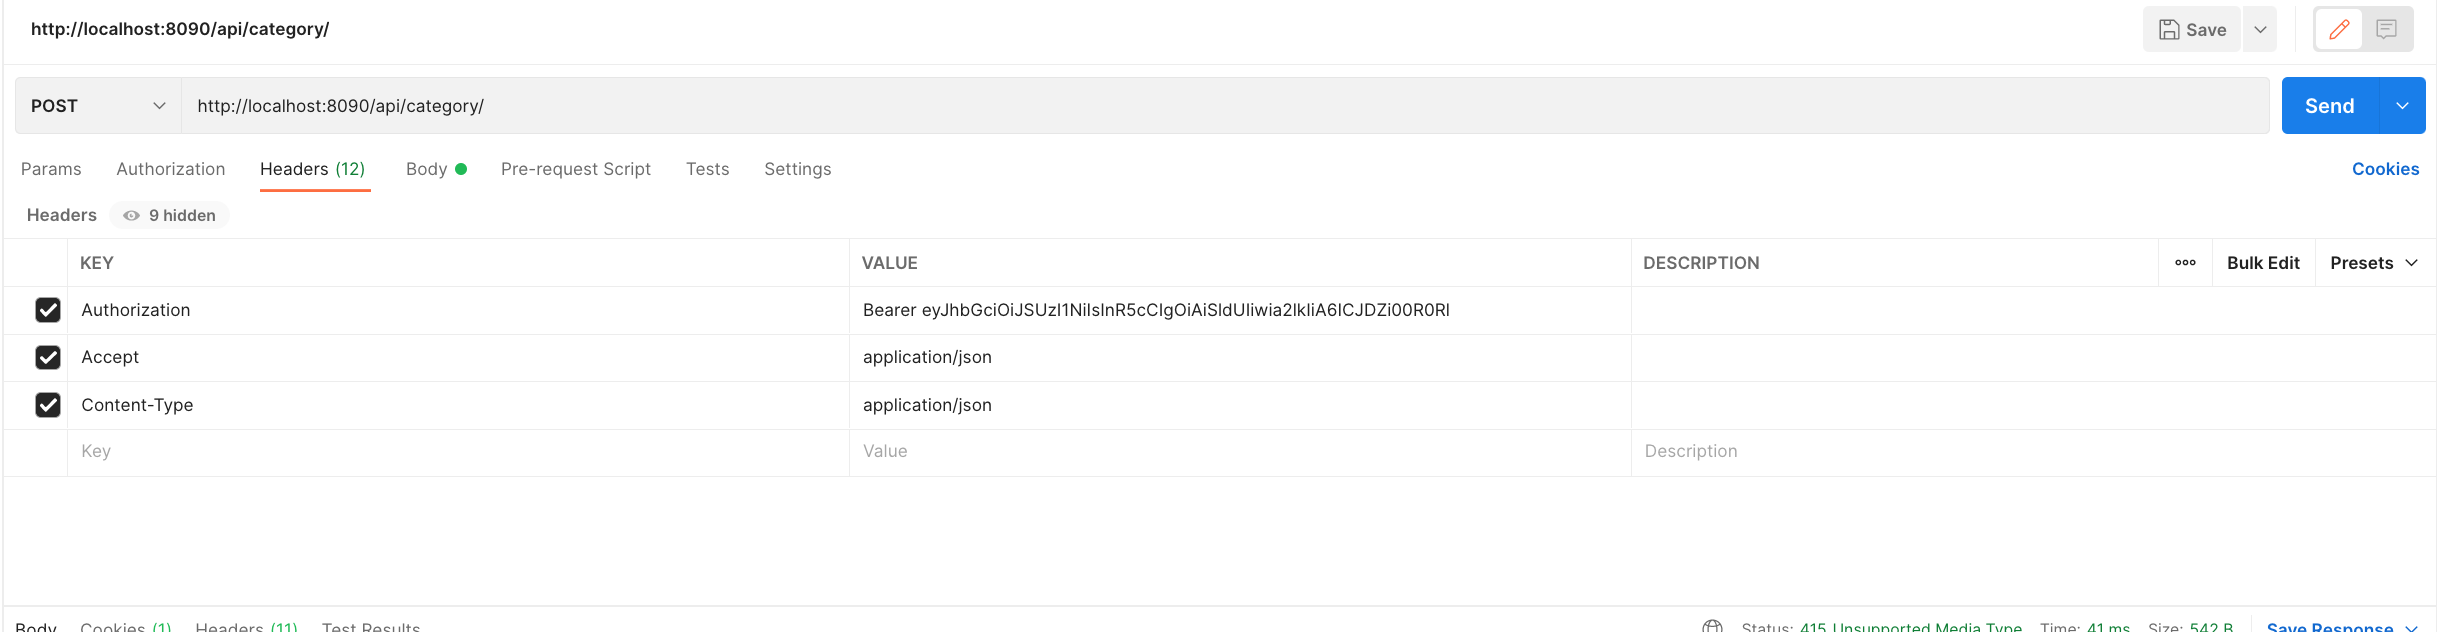 http://localhost:8090/api/category/
Save
POST
http://localhost:8090/api/category/
Send
Params Authorization Headers (12) Body Pre-request Script Tests Settings Cookies
Headers 9 hidden
KEY VALUE DESCRIPTION Bulk Edit Presets
Authorization Bearer eyJhbGciOiJSUzI1NiIsInR5cCIgOiAiSldUIiwia2lkIiA6ICJDZi00R0RI
Accept application/json
Content-Type application/json
Key Value Description
Body Cookies (1) Headers (11) Test Results Status: 415 Unsupported Media Type Time: 41 ms Size: 542 B Save Response